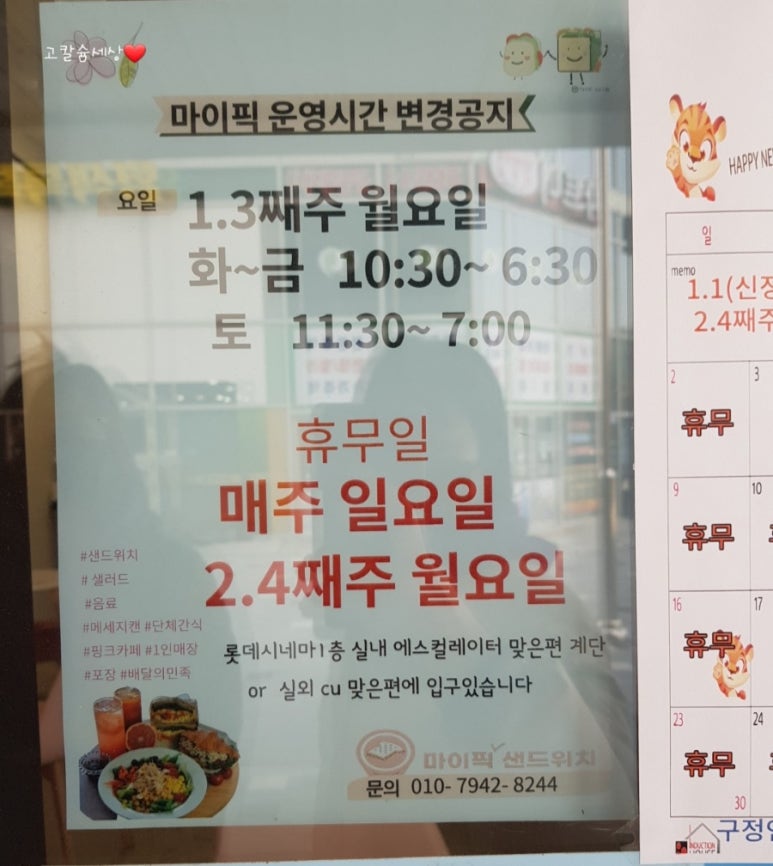 고칼슘세상❤️
마이픽 운영시간 변경공지
요일 1.3째주 월요일
화~금 10:30~ 6:30
토 11:30~ 7:00
휴무일
매주 일요일
2.4째주 월요일
#샌드위치
# 샐러드
#음료
#메세지캔 #단체간식
#핑크카페 #1인매장
#포장 #배달의민족
롯데시네마1층 실내 에스컬레이터 맞은편 계단
or 실외 cu 맞은편에 입구있습니다
마이픽 샌드위치
문의 010- 7942- 8244
HAPPY NE
일
memo
1.1(신정
2.4째주
2 3
휴무
9 10
휴무
16 17
휴무
23 24
휴무
30
구정연
INDUCTION
HOUSE